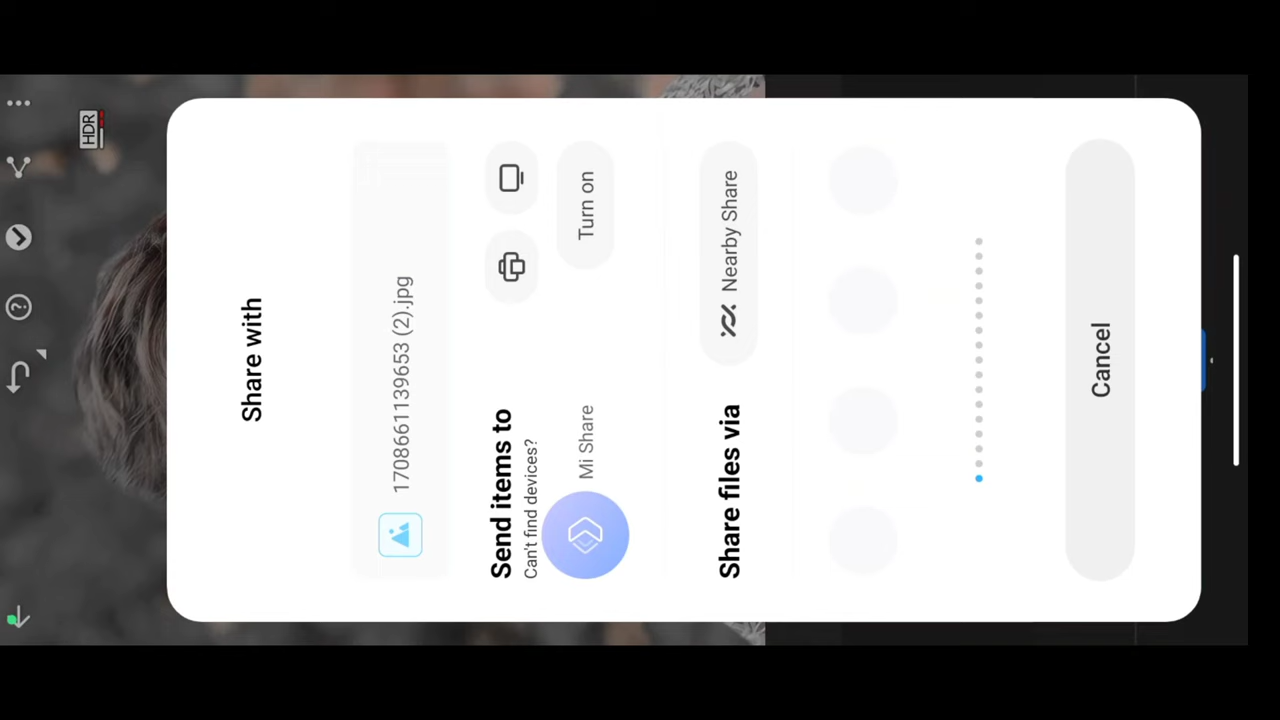 HDR
Share with
1708661139653 (2).jpg
Send items to
Can't find devices?
Mi Share
Turn on
Share files via
Nearby Share
Cancel